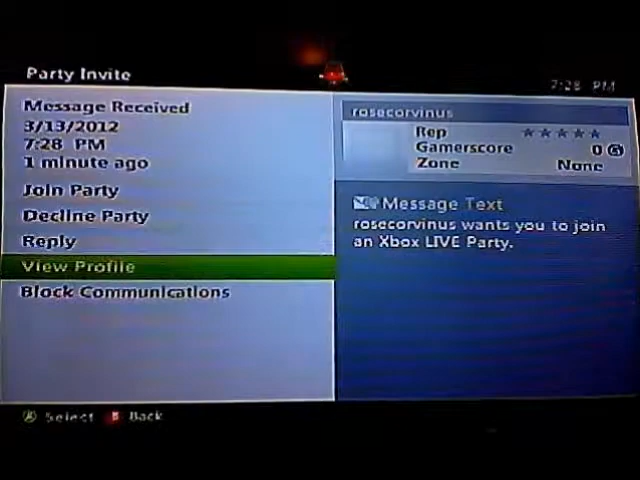 Party Invite
7:28 PM
Message Received
3/13/2012
7:28 PM
1 minute ago
Join Party
Decline Party
Reply
View Profile
Block Communications
rosecorvinus
Rep
Gamerscore 0 G
Zone None
Message Text
rosecorvinus wants you to join
an Xbox LIVE Party.
A Select B Back